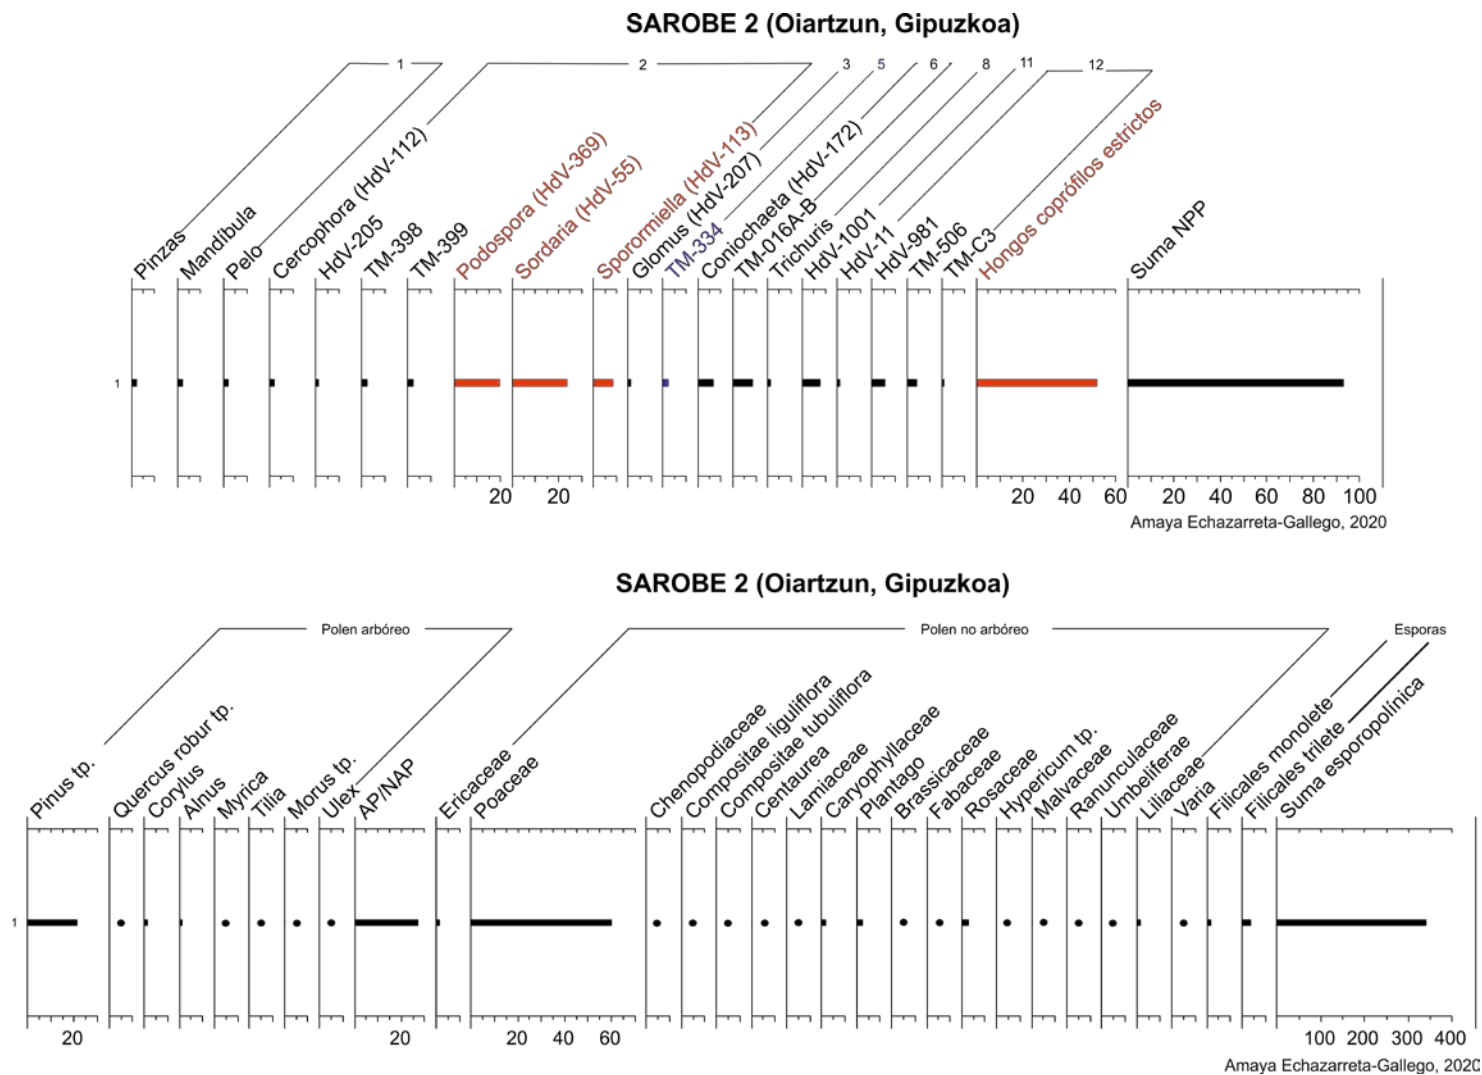 SAROBE 2 (Oiartzun, Gipuzkoa)
1 2 3 5 6 8 11 12
Pinzas
Mandíbula
Pelo
Cercophora (HdV-112)
HdV-205
TM-398
TM-399
Podospora (HdV-369)
Sordaria (HdV-55)
Sporormiella (HdV-113)
Glomus (HdV-207)
TM-334
Coniochaeta (HdV-172)
TM-016A-B
Trichuris
HdV-1001
HdV-11
HdV-981
TM-506
TM-C3
Hongos coprófilos estrictos
Suma NPP
1
20 20 20 40 60 20 40 60 80 100
Amaya Echazarreta-Gallego, 2020
SAROBE 2 (Oiartzun, Gipuzkoa)
Polen arbóreo Polen no arbóreo Esporas
Pinus tp.
Quercus robur tp.
Corylus
Alnus
Myrica
Tilia
Morus tp.
Ulex
AP/NAP
Ericaceae
Poaceae
Chenopodiaceae
Compositae liguliflora
Compositae tubuliflora
Centaurea
Lamiaceae
Caryophyllaceae
Plantago
Brassicaceae
Fabaceae
Rosaceae
Hypericum tp.
Malvaceae
Ranunculaceae
Umbeliferae
Liliaceae
Varia
Filicales monolete
Filicales trilete
Suma esporopolínica
1
20 20 20 40 60 100 200 300 400
Amaya Echazarreta-Gallego, 2020